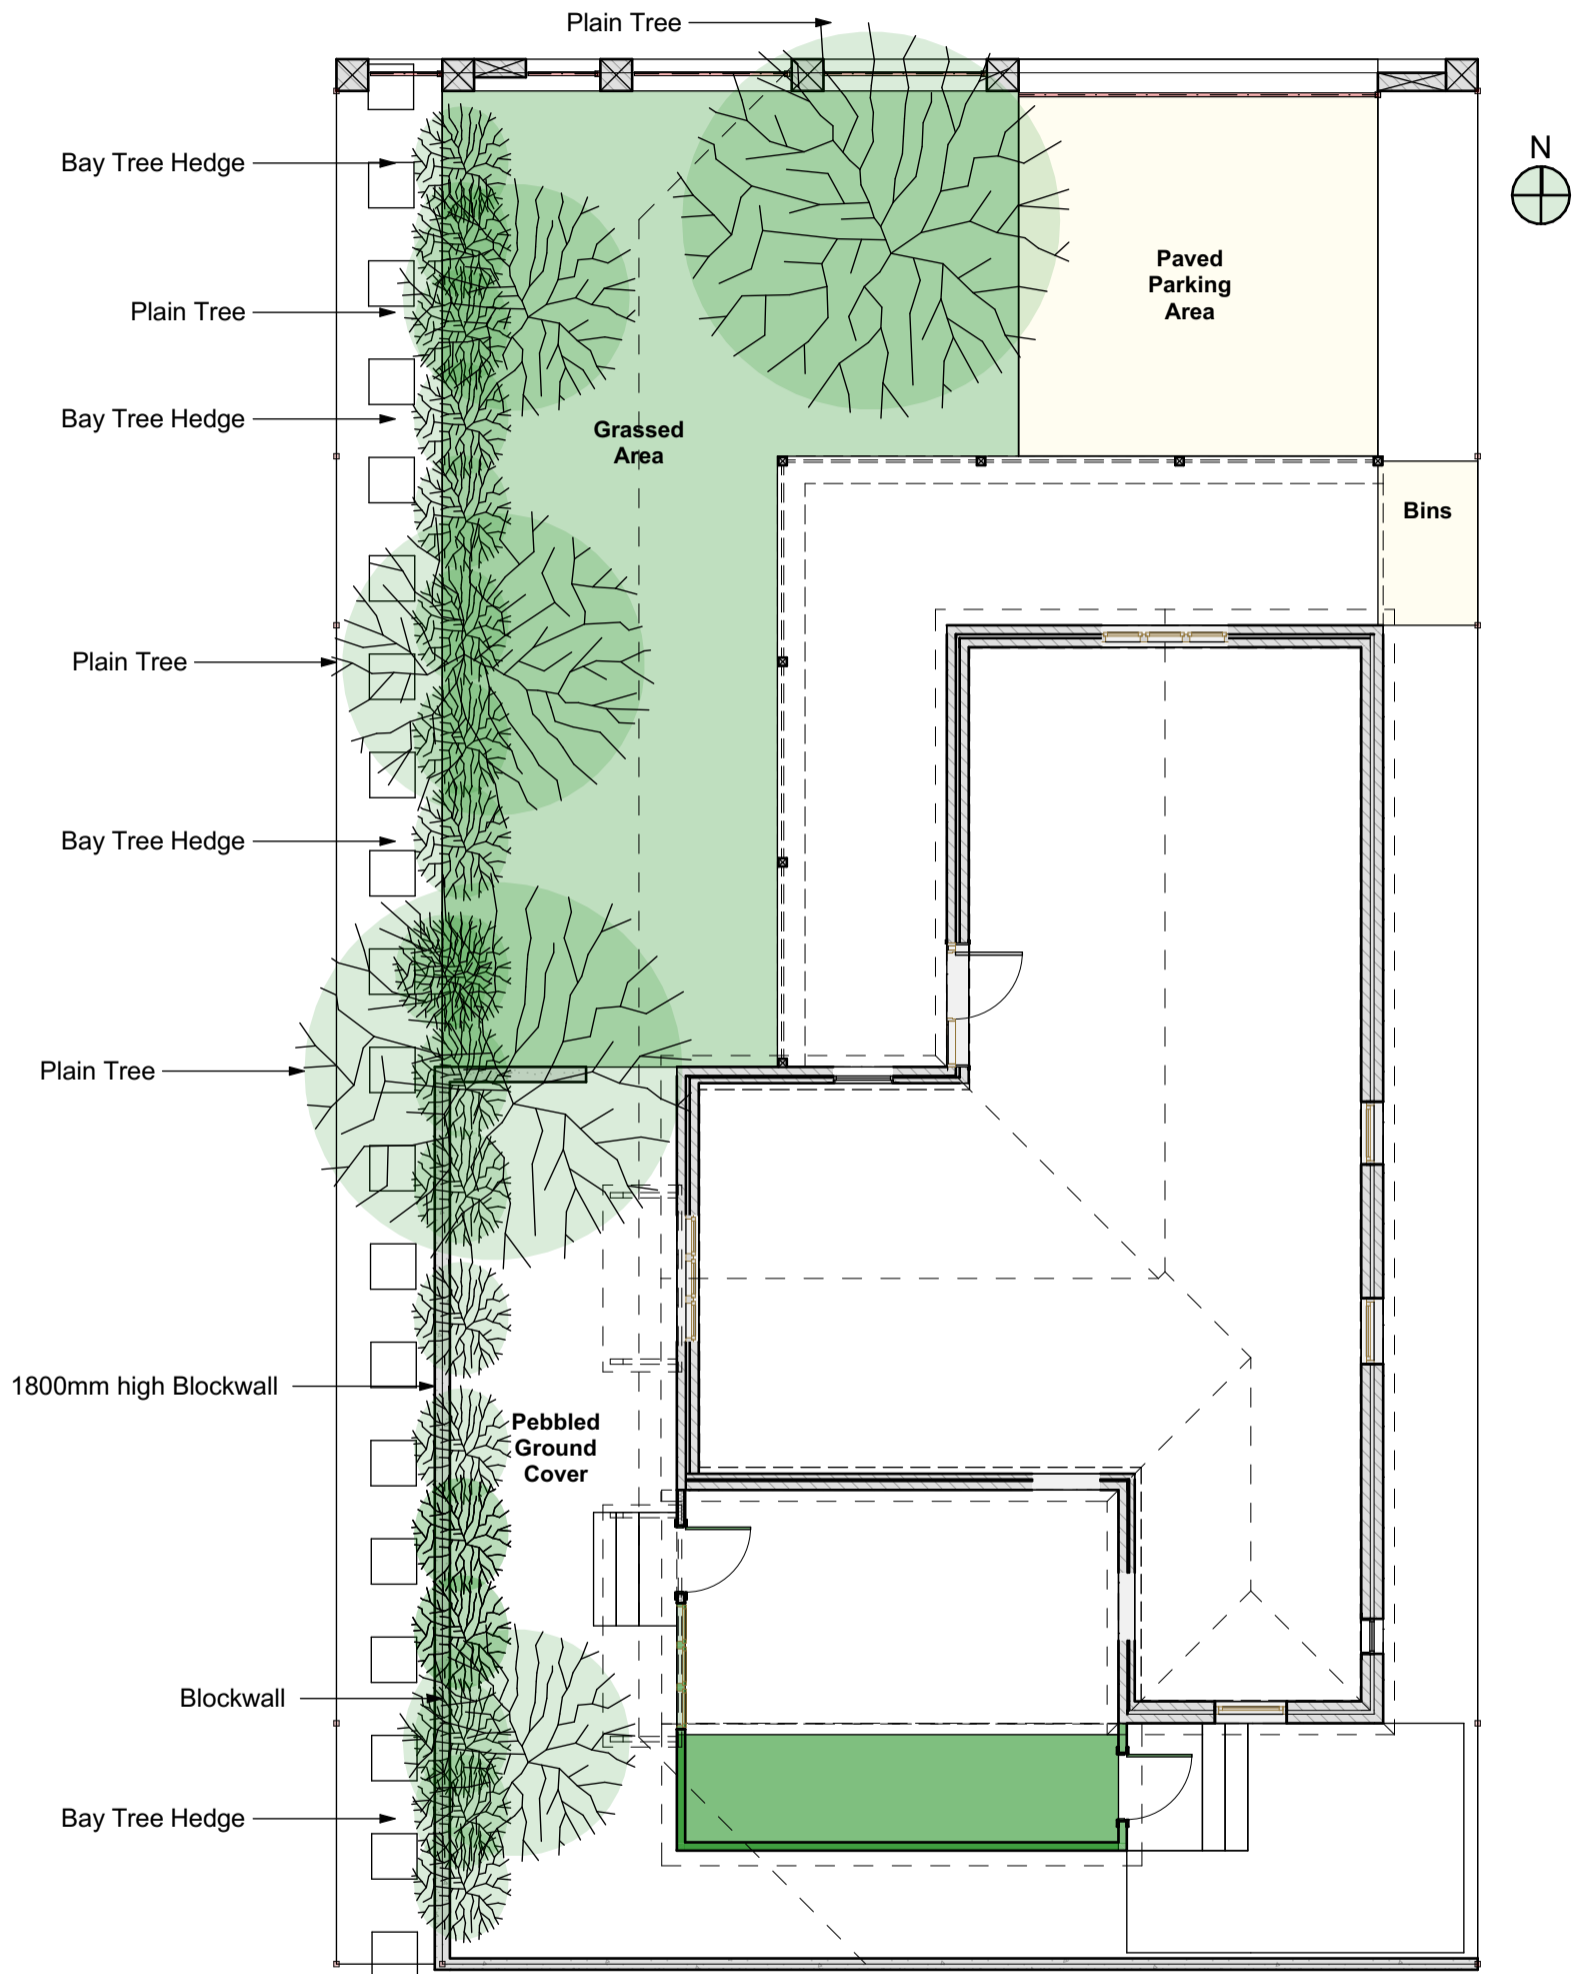 Plain Tree
N
Bay Tree Hedge
Paved
Parking
Area
Plain Tree
Bay Tree Hedge
Grassed
Area
Bins
Plain Tree
Bay Tree Hedge
Plain Tree
1800mm high Blockwall
Pebbled
Ground
Cover
Blockwall
Bay Tree Hedge